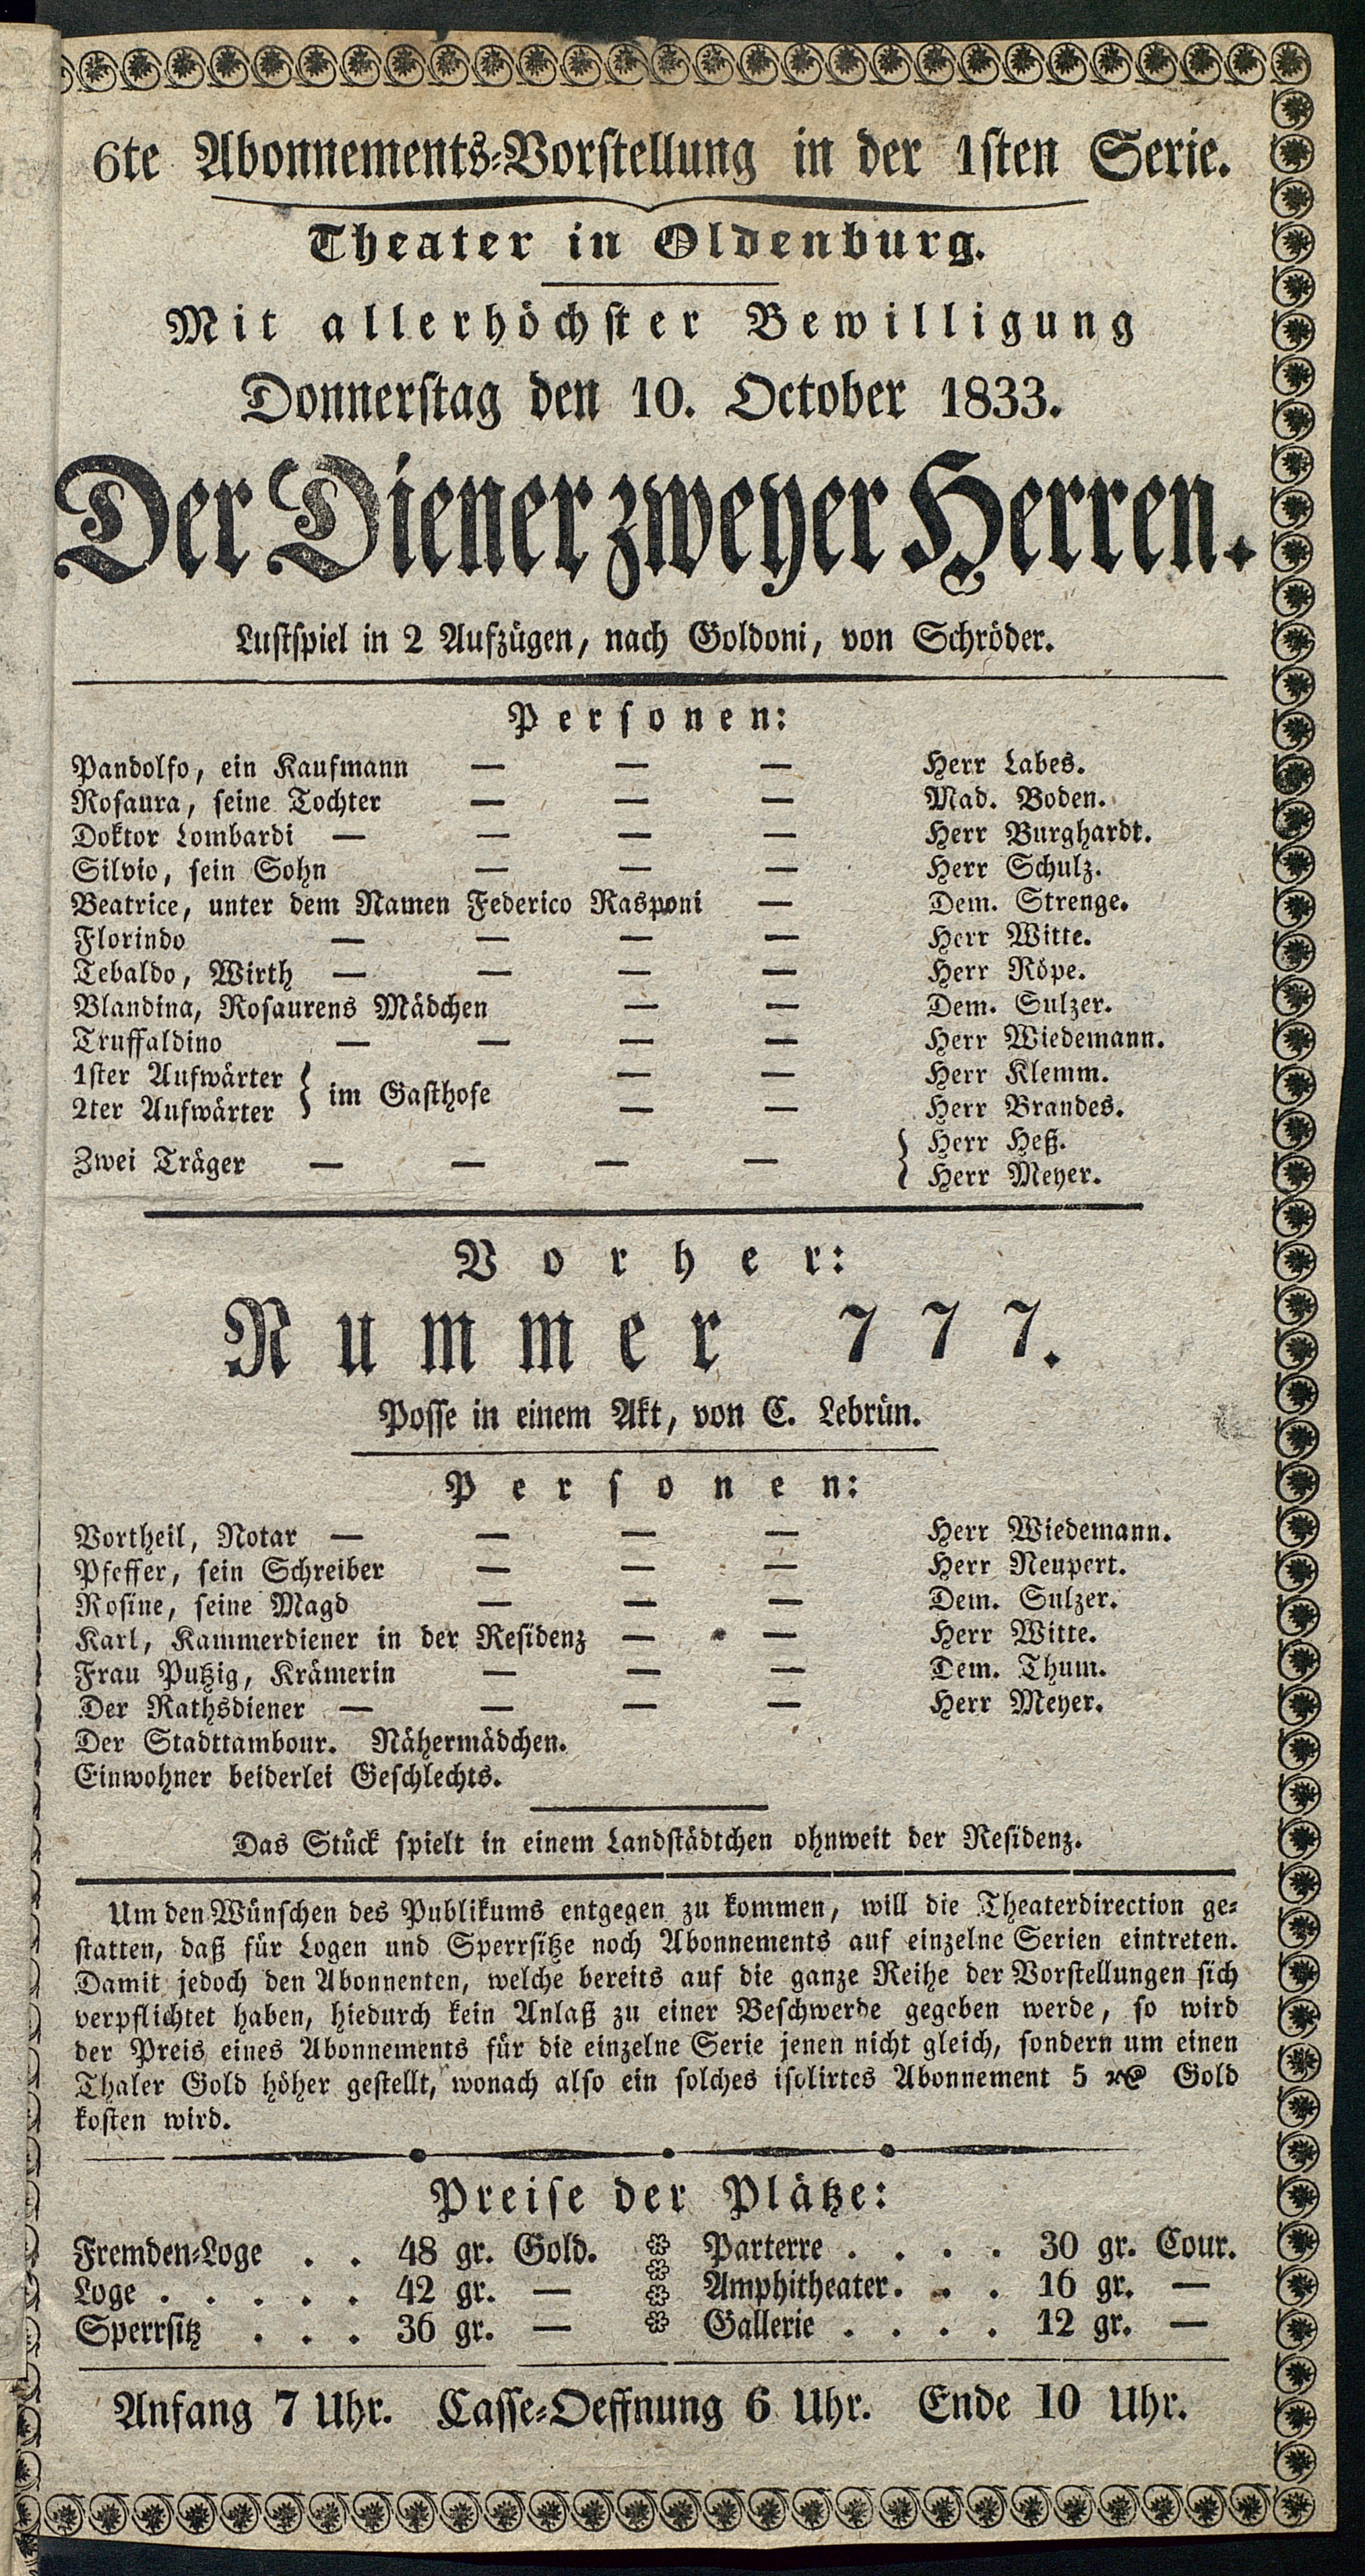 6te Abonnements-Vorstellung in der 1sten Serie.
Theater in Oldenburg.
Mit allerhöchster Bewilligung
Donnerstag den 10. October 1833.
Der Diener zweyer Herren.
Lustspiel in 2 Aufzügen, nach Goldoni, von Schröder.
Personen:
Pandolfo, ein Kaufmann — — — Herr Labes.
Rosaura, seine Tochter — — — Mad. Boden.
Doktor Lombardi — — — — Herr Burghardt.
Silvio, sein Sohn — — — Herr Schulz.
Beatrice, unter dem Namen Federico Rasponi — Dem. Strenge.
Florindo — — — — Herr Witte.
Tebaldo, Wirth — — — — Herr Röpe.
Blandina, Rosaurens Mädchen — — Dem. Sulzer.
Truffaldino — — — — Herr Wiedemann.
1ster Aufwärter } im Gasthofe — — Herr Klemm.
2ter Aufwärter } — — Herr Brandes.
Zwei Träger — — — — { Herr Heß.
Herr Meyer.
Vorher:
Nummer 777.
Posse in einem Akt, von C. Lebrün.
Personen:
Vortheil, Notar — — — — Herr Wiedemann.
Pfeffer, sein Schreiber — — — Herr Neupert.
Rosine, seine Magd — — — Dem. Sulzer.
Karl, Kammerdiener in der Residenz — — Herr Witte.
Frau Putzig, Krämerin — — — Dem. Thum.
Der Rathsdiener — — — — Herr Meyer.
Der Stadttambour. Nähermädchen.
Einwohner beiderlei Geschlechts.
Das Stück spielt in einem Landstädtchen ohnweit der Residenz.
Um den Wünschen des Publikums entgegen zu kommen, will die Theaterdirection ge-
statten, daß für Logen und Sperrsitze noch Abonnements auf einzelne Serien eintreten.
Damit jedoch den Abonnenten, welche bereits auf die ganze Reihe der Vorstellungen sich
verpflichtet haben, hiedurch kein Anlaß zu einer Beschwerde gegeben werde, so wird
der Preis eines Abonnements für die einzelne Serie jenen nicht gleich, sondern um einen
Thaler Gold höher gestellt, wonach also ein solches isolirtes Abonnement 5 ₰ Gold
kosten wird.
Preise der Plätze:
Fremden-Loge . . 48 gr. Gold.
Loge . . . . . 42 gr. —
Sperrsitz . . . 36 gr. —
Parterre . . . . 30 gr. Cour.
Amphitheater. . . 16 gr. —
Gallerie . . . . 12 gr. —
Anfang 7 Uhr. Casse-Oeffnung 6 Uhr. Ende 10 Uhr.